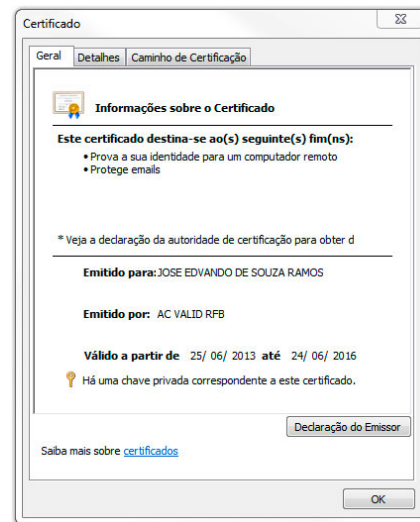 Certificado
Geral
Detalhes
Caminho de Certificação
Informações sobre o Certificado
Este certificado destina-se ao(s) seguinte(s) fim(ns):
• Prova a sua identidade para um computador remoto
• Protege emails
* Veja a declaração da autoridade de certificação para obter d
Emitido para: JOSE EDVANDO DE SOUZA RAMOS
Emitido por: AC VALID RFB
Válido a partir de 25/ 06/ 2013 até 24/ 06/ 2016
Há uma chave privada correspondente a este certificado.
Declaração do Emissor
Saiba mais sobre certificados
OK